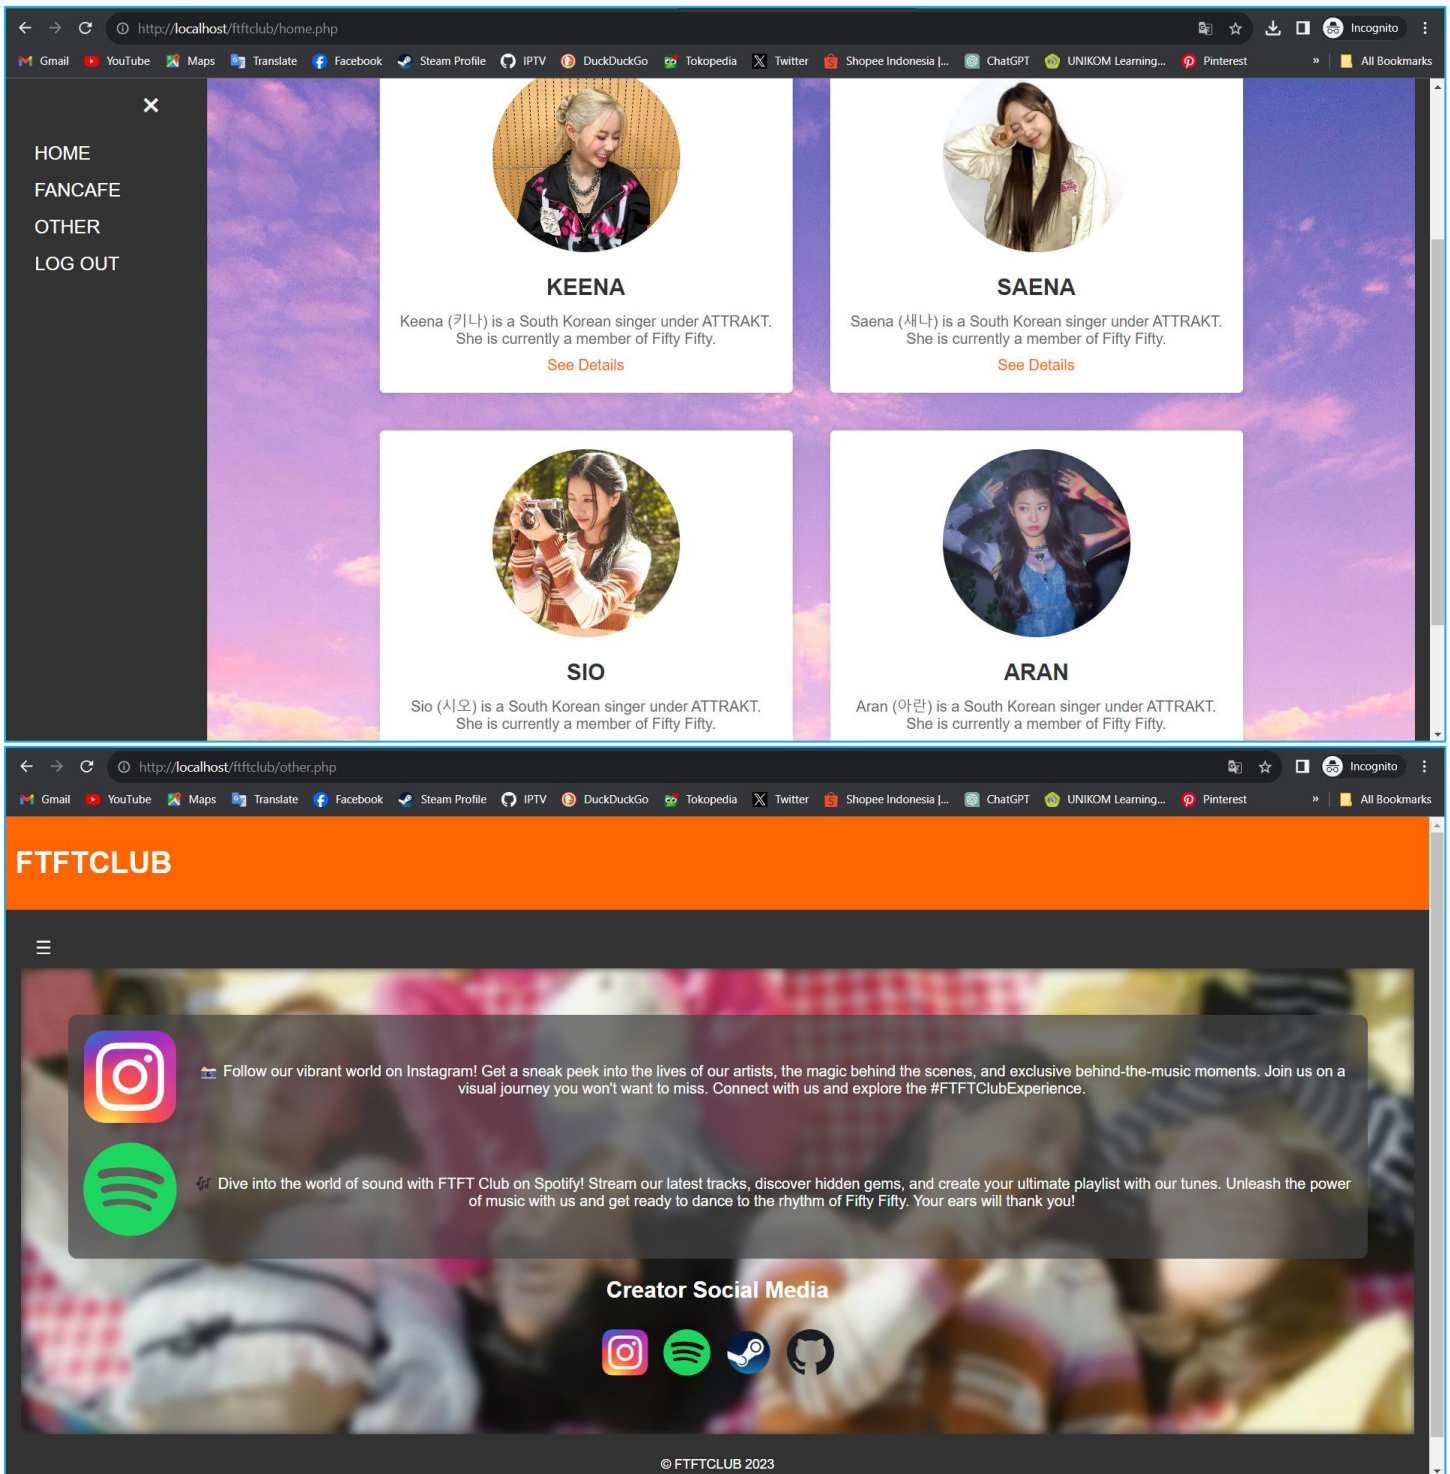 http://localhost/ftftclub/home.php
Incognito
Gmail YouTube Maps Translate Facebook Steam Profile IPTV DuckDuckGo Tokopedia Twitter Shopee Indonesia |... ChatGPT UNIKOM Learning... Pinterest » All Bookmarks
×
HOME
FANCAFE
OTHER
LOG OUT
KEENA
Keena (키나) is a South Korean singer under ATTRAKT.
She is currently a member of Fifty Fifty.
See Details
SAENA
Saena (새나) is a South Korean singer under ATTRAKT.
She is currently a member of Fifty Fifty.
See Details
SIO
Sio (시오) is a South Korean singer under ATTRAKT.
She is currently a member of Fifty Fifty.
ARAN
Aran (아란) is a South Korean singer under ATTRAKT.
She is currently a member of Fifty Fifty.
http://localhost/ftftclub/other.php
Incognito
Gmail YouTube Maps Translate Facebook Steam Profile IPTV DuckDuckGo Tokopedia Twitter Shopee Indonesia |... ChatGPT UNIKOM Learning... Pinterest » All Bookmarks
FTFTCLUB
☰
📸 Follow our vibrant world on Instagram! Get a sneak peek into the lives of our artists, the magic behind the scenes, and exclusive behind-the-music moments. Join us on a
visual journey you won't want to miss. Connect with us and explore the #FTFTClubExperience.
🎶 Dive into the world of sound with FTFT Club on Spotify! Stream our latest tracks, discover hidden gems, and create your ultimate playlist with our tunes. Unleash the power
of music with us and get ready to dance to the rhythm of Fifty Fifty. Your ears will thank you!
Creator Social Media
© FTFTCLUB 2023